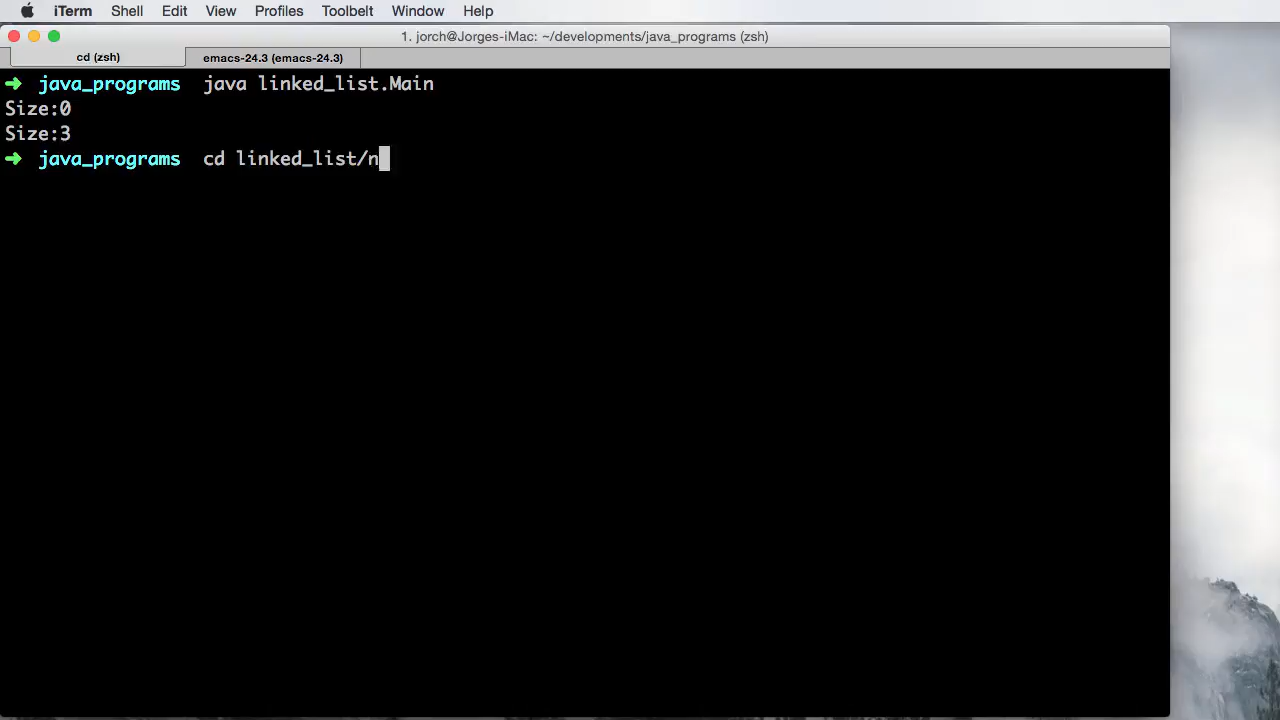 iTerm Shell Edit View Profiles Toolbelt Window Help
1. jorch@Jorges-iMac: ~/developments/java_programs (zsh)
cd (zsh) emacs-24.3 (emacs-24.3)
➜ java_programs java linked_list.Main
Size:0
Size:3
➜ java_programs cd linked_list/n